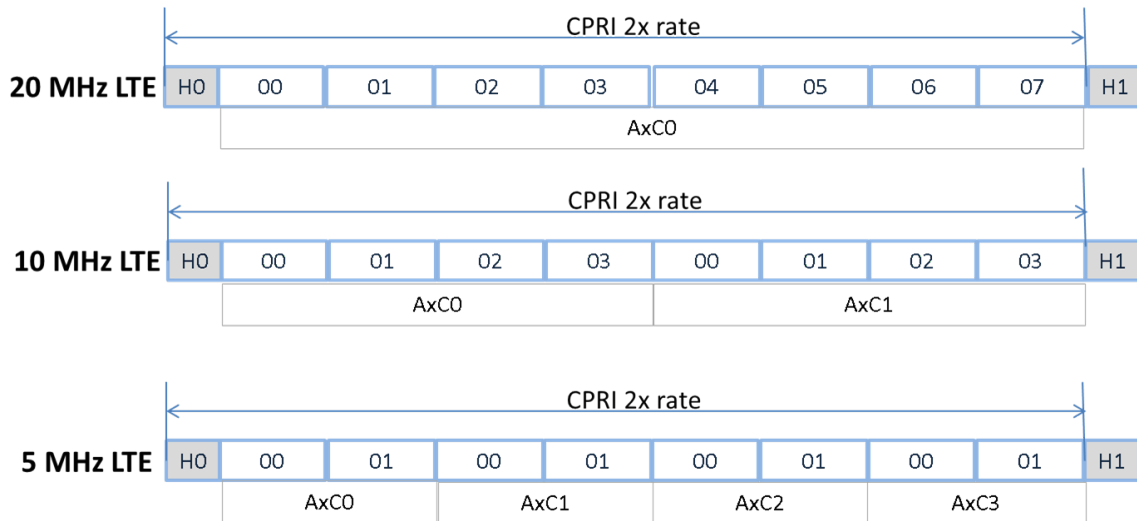 CPRI 2x rate
20 MHz LTE H0 00 01 02 03 04 05 06 07 H1
AxC0
CPRI 2x rate
10 MHz LTE H0 00 01 02 03 00 01 02 03 H1
AxC0 AxC1
CPRI 2x rate
5 MHz LTE H0 00 01 00 01 00 01 00 01 H1
AxC0 AxC1 AxC2 AxC3